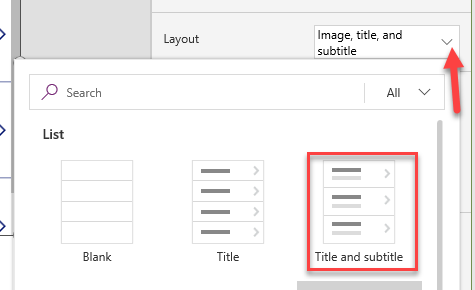 Layout
Image, title, and
subtitle
Search
All
List
Blank
Title
Title and subtitle